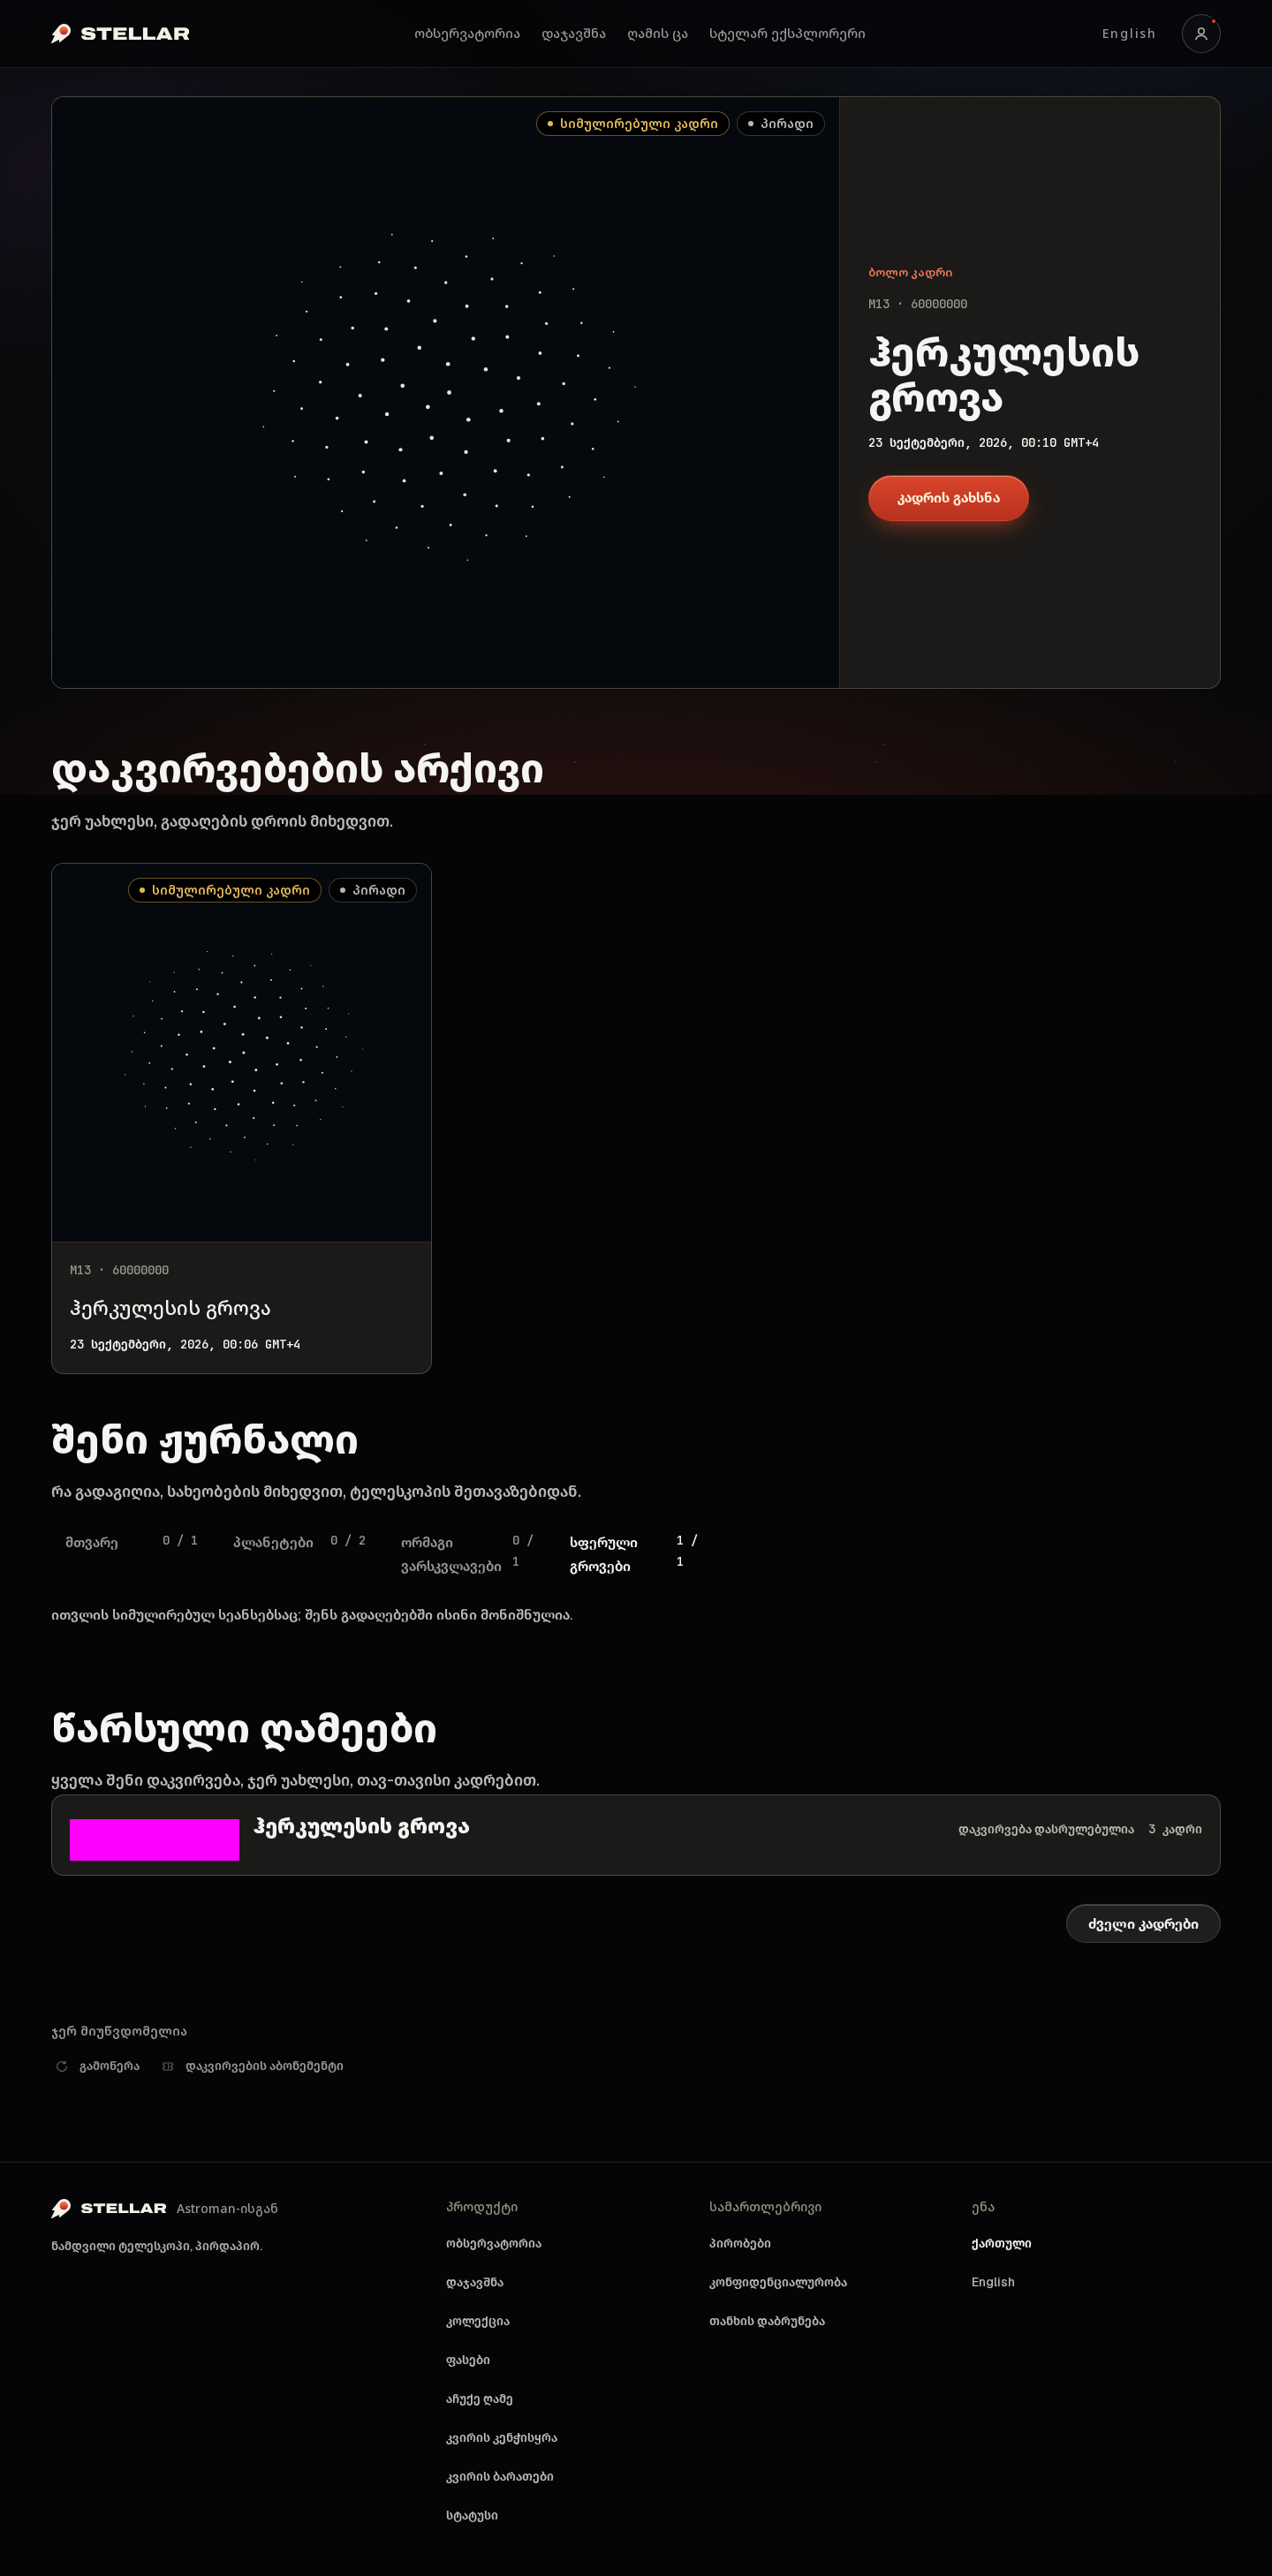 STELLAR
ობსერვატორია
დაჯავშნა
ღამის ცა
სტელარ ექსპლორერი
English
სიმულირებული კადრი
პირადი
ბოლო კადრი
M13 · 60000000
ჰერკულესის
გროვა
23 სექტემბერი, 2026, 00:10 GMT+4
კადრის გახსნა
დაკვირვებების არქივი
ჯერ უახლესი, გადაღების დროის მიხედვით.
სიმულირებული კადრი
პირადი
M13 · 60000000
ჰერკულესის გროვა
23 სექტემბერი, 2026, 00:06 GMT+4
შენი ჟურნალი
რა გადაგიღია, სახეობების მიხედვით, ტელესკოპის შეთავაზებიდან.
მთვარე 0 / 1
პლანეტები 0 / 2
ორმაგი 0 /
ვარსკვლავები 1
სფერული 1 /
გროვები 1
ითვლის სიმულირებულ სეანსებსაც; შენს გადაღებებში ისინი მონიშნულია.
წარსული ღამეები
ყველა შენი დაკვირვება, ჯერ უახლესი, თავ-თავისი კადრებით.
ჰერკულესის გროვა
დაკვირვება დასრულებულია 3 კადრი
ძველი კადრები
ჯერ მიუწვდომელია
გამოწერა
დაკვირვების აბონემენტი
STELLAR Astroman-ისგან
ნამდვილი ტელესკოპი, პირდაპირ.
პროდუქტი
ობსერვატორია
დაჯავშნა
კოლექცია
ფასები
აჩუქე ღამე
კვირის კენჭისყრა
კვირის ბარათები
სტატუსი
სამართლებრივი
პირობები
კონფიდენციალურობა
თანხის დაბრუნება
ენა
ქართული
English